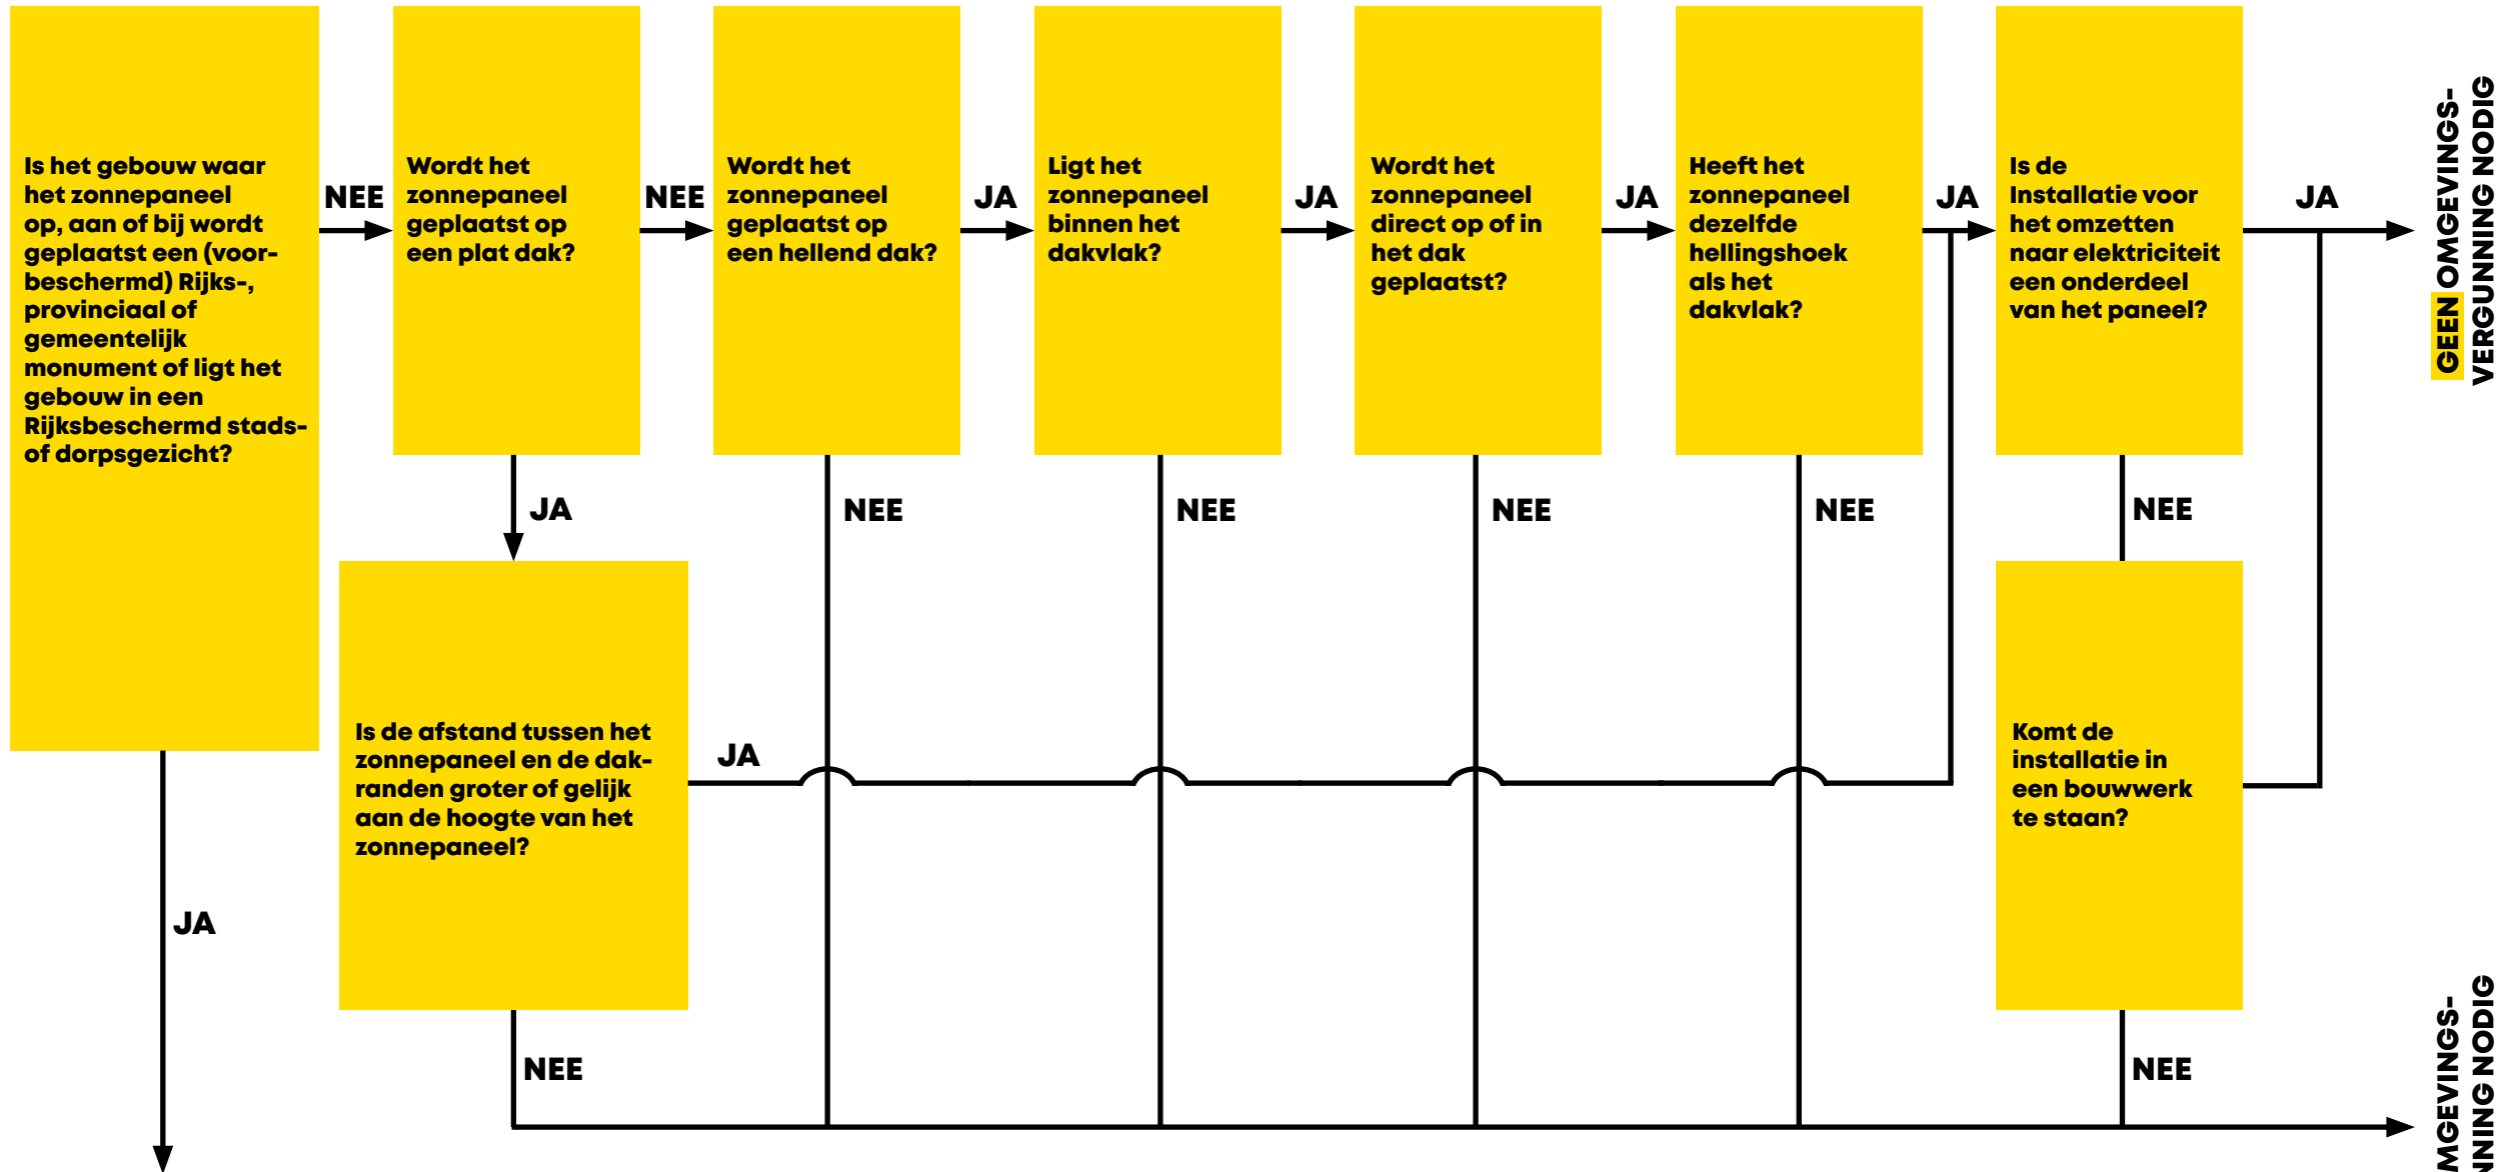 Is het gebouw waar
het zonnepaneel
op, aan of bij wordt
geplaatst een (voor-
beschermd) Rijks-,
provinciaal of
gemeentelijk
monument of ligt het
gebouw in een
Rijksbeschermd stads-
of dorpsgezicht?
NEE
Wordt het
zonnepaneel
geplaatst op
een plat dak?
NEE
Wordt het
zonnepaneel
geplaatst op
een hellend dak?
JA
Ligt het
zonnepaneel
binnen het
dakvlak?
JA
Wordt het
zonnepaneel
direct op of in
het dak
geplaatst?
JA
Heeft het
zonnepaneel
dezelfde
hellingshoek
als het
dakvlak?
JA
Is de
Installatie voor
het omzetten
naar elektriciteit
een onderdeel
van het paneel?
JA
GEEN OMGEVINGS-
VERGUNNING NODIG
JA
NEE
NEE
NEE
NEE
NEE
Is de afstand tussen het
zonnepaneel en de dak-
randen groter of gelijk
aan de hoogte van het
zonnepaneel?
JA
Komt de
installatie in
een bouwwerk
te staan?
JA
NEE
NEE
MGEVINGS-
NNING NODIG